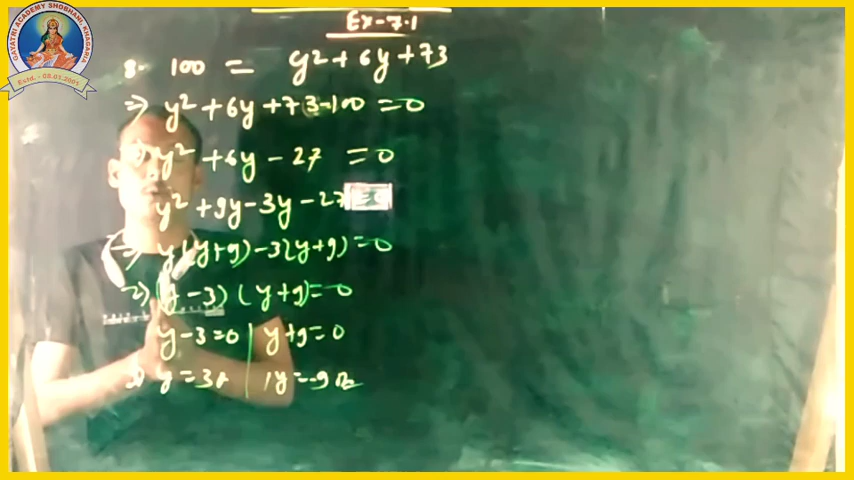 GAYATRI ACADEMY SHOBHANI, KHAGARIA
Estd. - 08.03.2001
Ex-7.1
8. 100 = y²+6y+73
⇒ y²+6y+73-100=0
⇒ y²+6y-27=0
y²+9y-3y-27=0
⇒ y(y+9)-3(y+9)=0
⇒ (y-3)(y+9)=0
y-3=0 | y+9=0
⇒ y=3 | y=-9